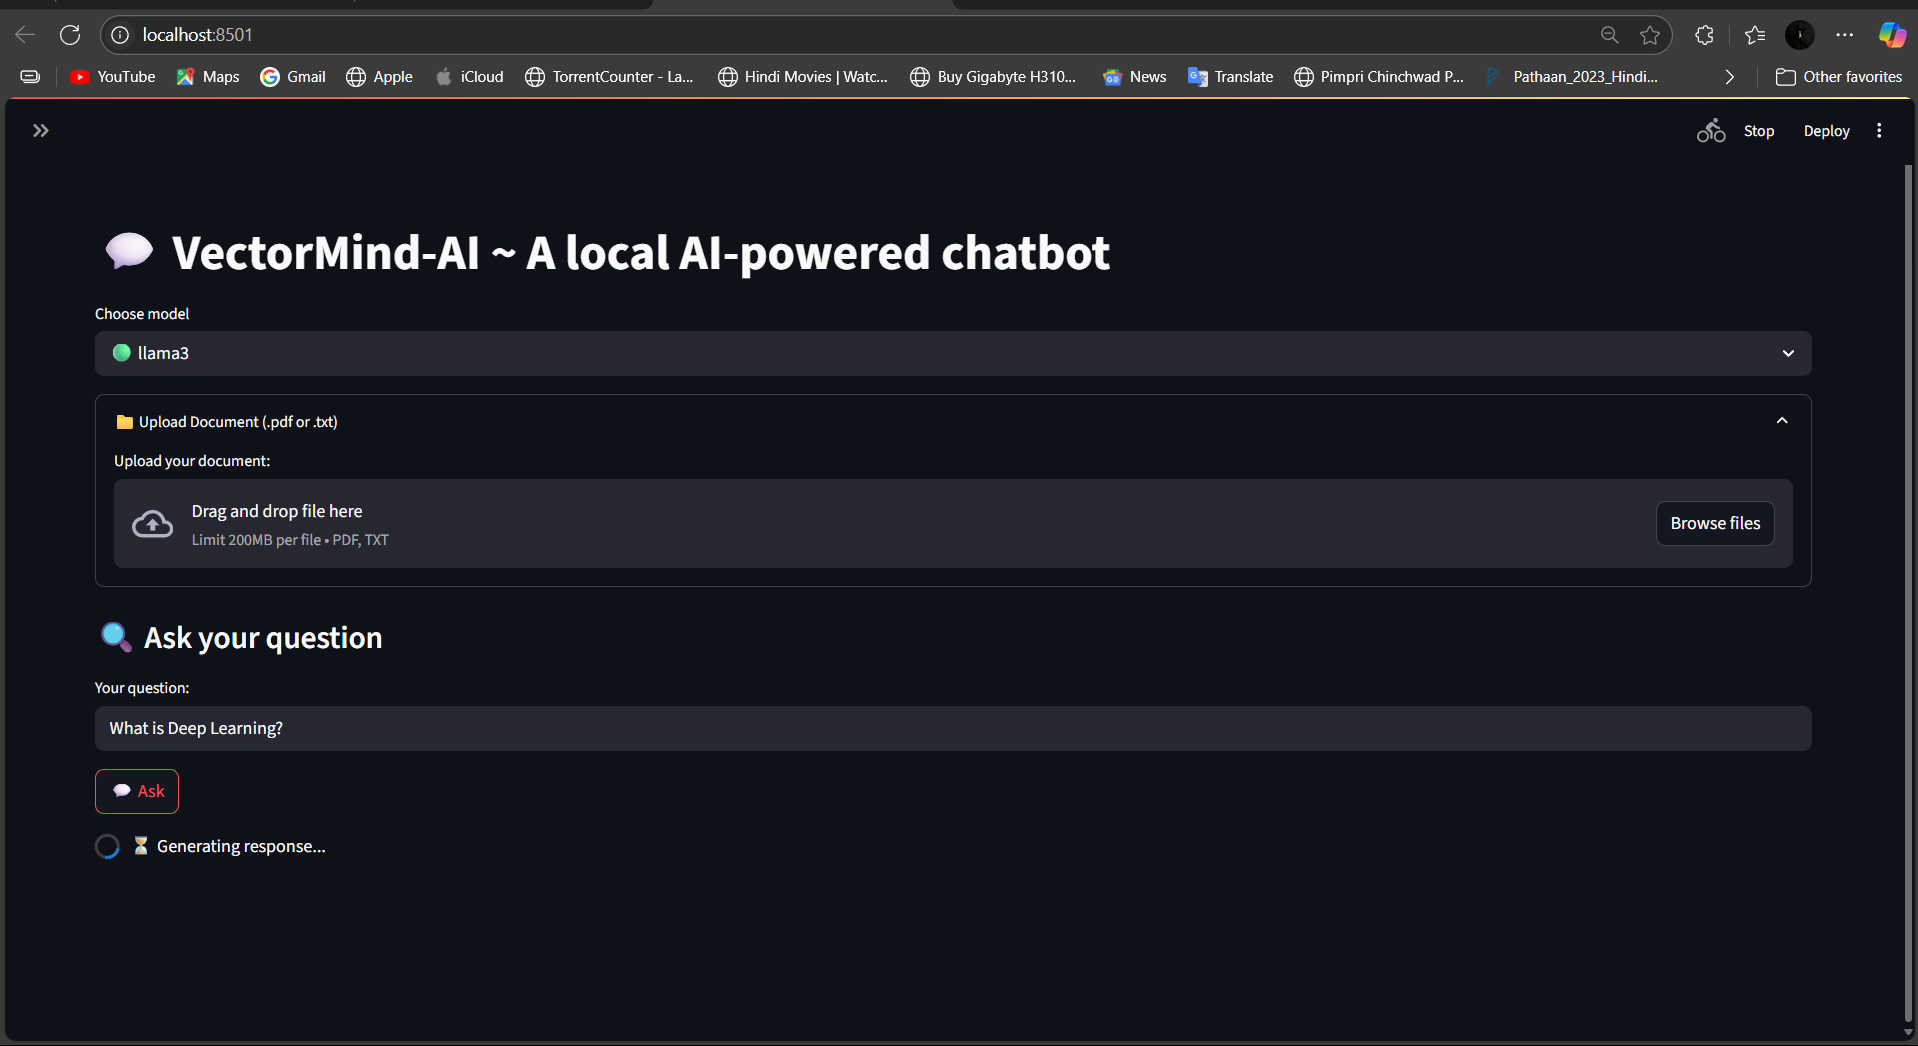 localhost:8501
YouTube Maps Gmail Apple iCloud TorrentCounter - La... Hindi Movies | Watc... Buy Gigabyte H310... News Translate Pimpri Chinchwad P... Pathaan_2023_Hindi... Other favorites
Stop Deploy
VectorMind-AI ~ A local AI-powered chatbot
Choose model
llama3
Upload Document (.pdf or .txt)
Upload your document:
Drag and drop file here
Limit 200MB per file • PDF, TXT
Browse files
Ask your question
Your question:
What is Deep Learning?
Ask
Generating response...